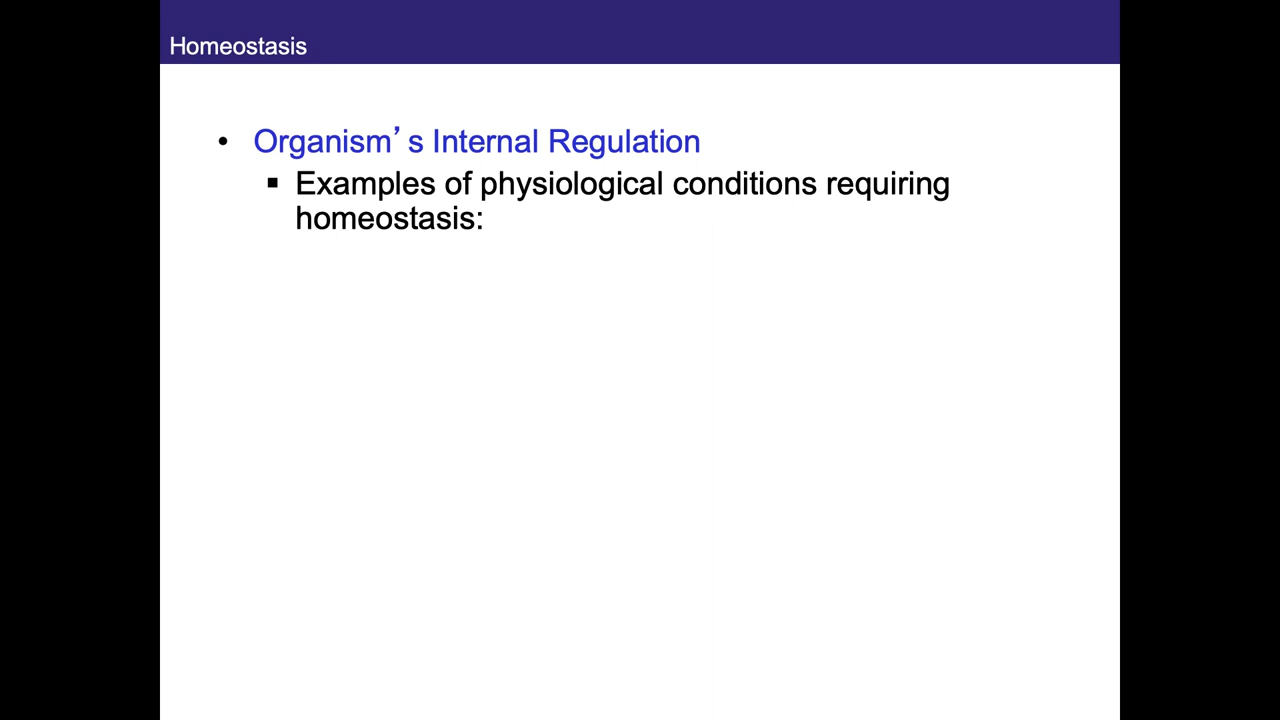 Homeostasis
• Organism’s Internal Regulation
▪ Examples of physiological conditions requiring
homeostasis: